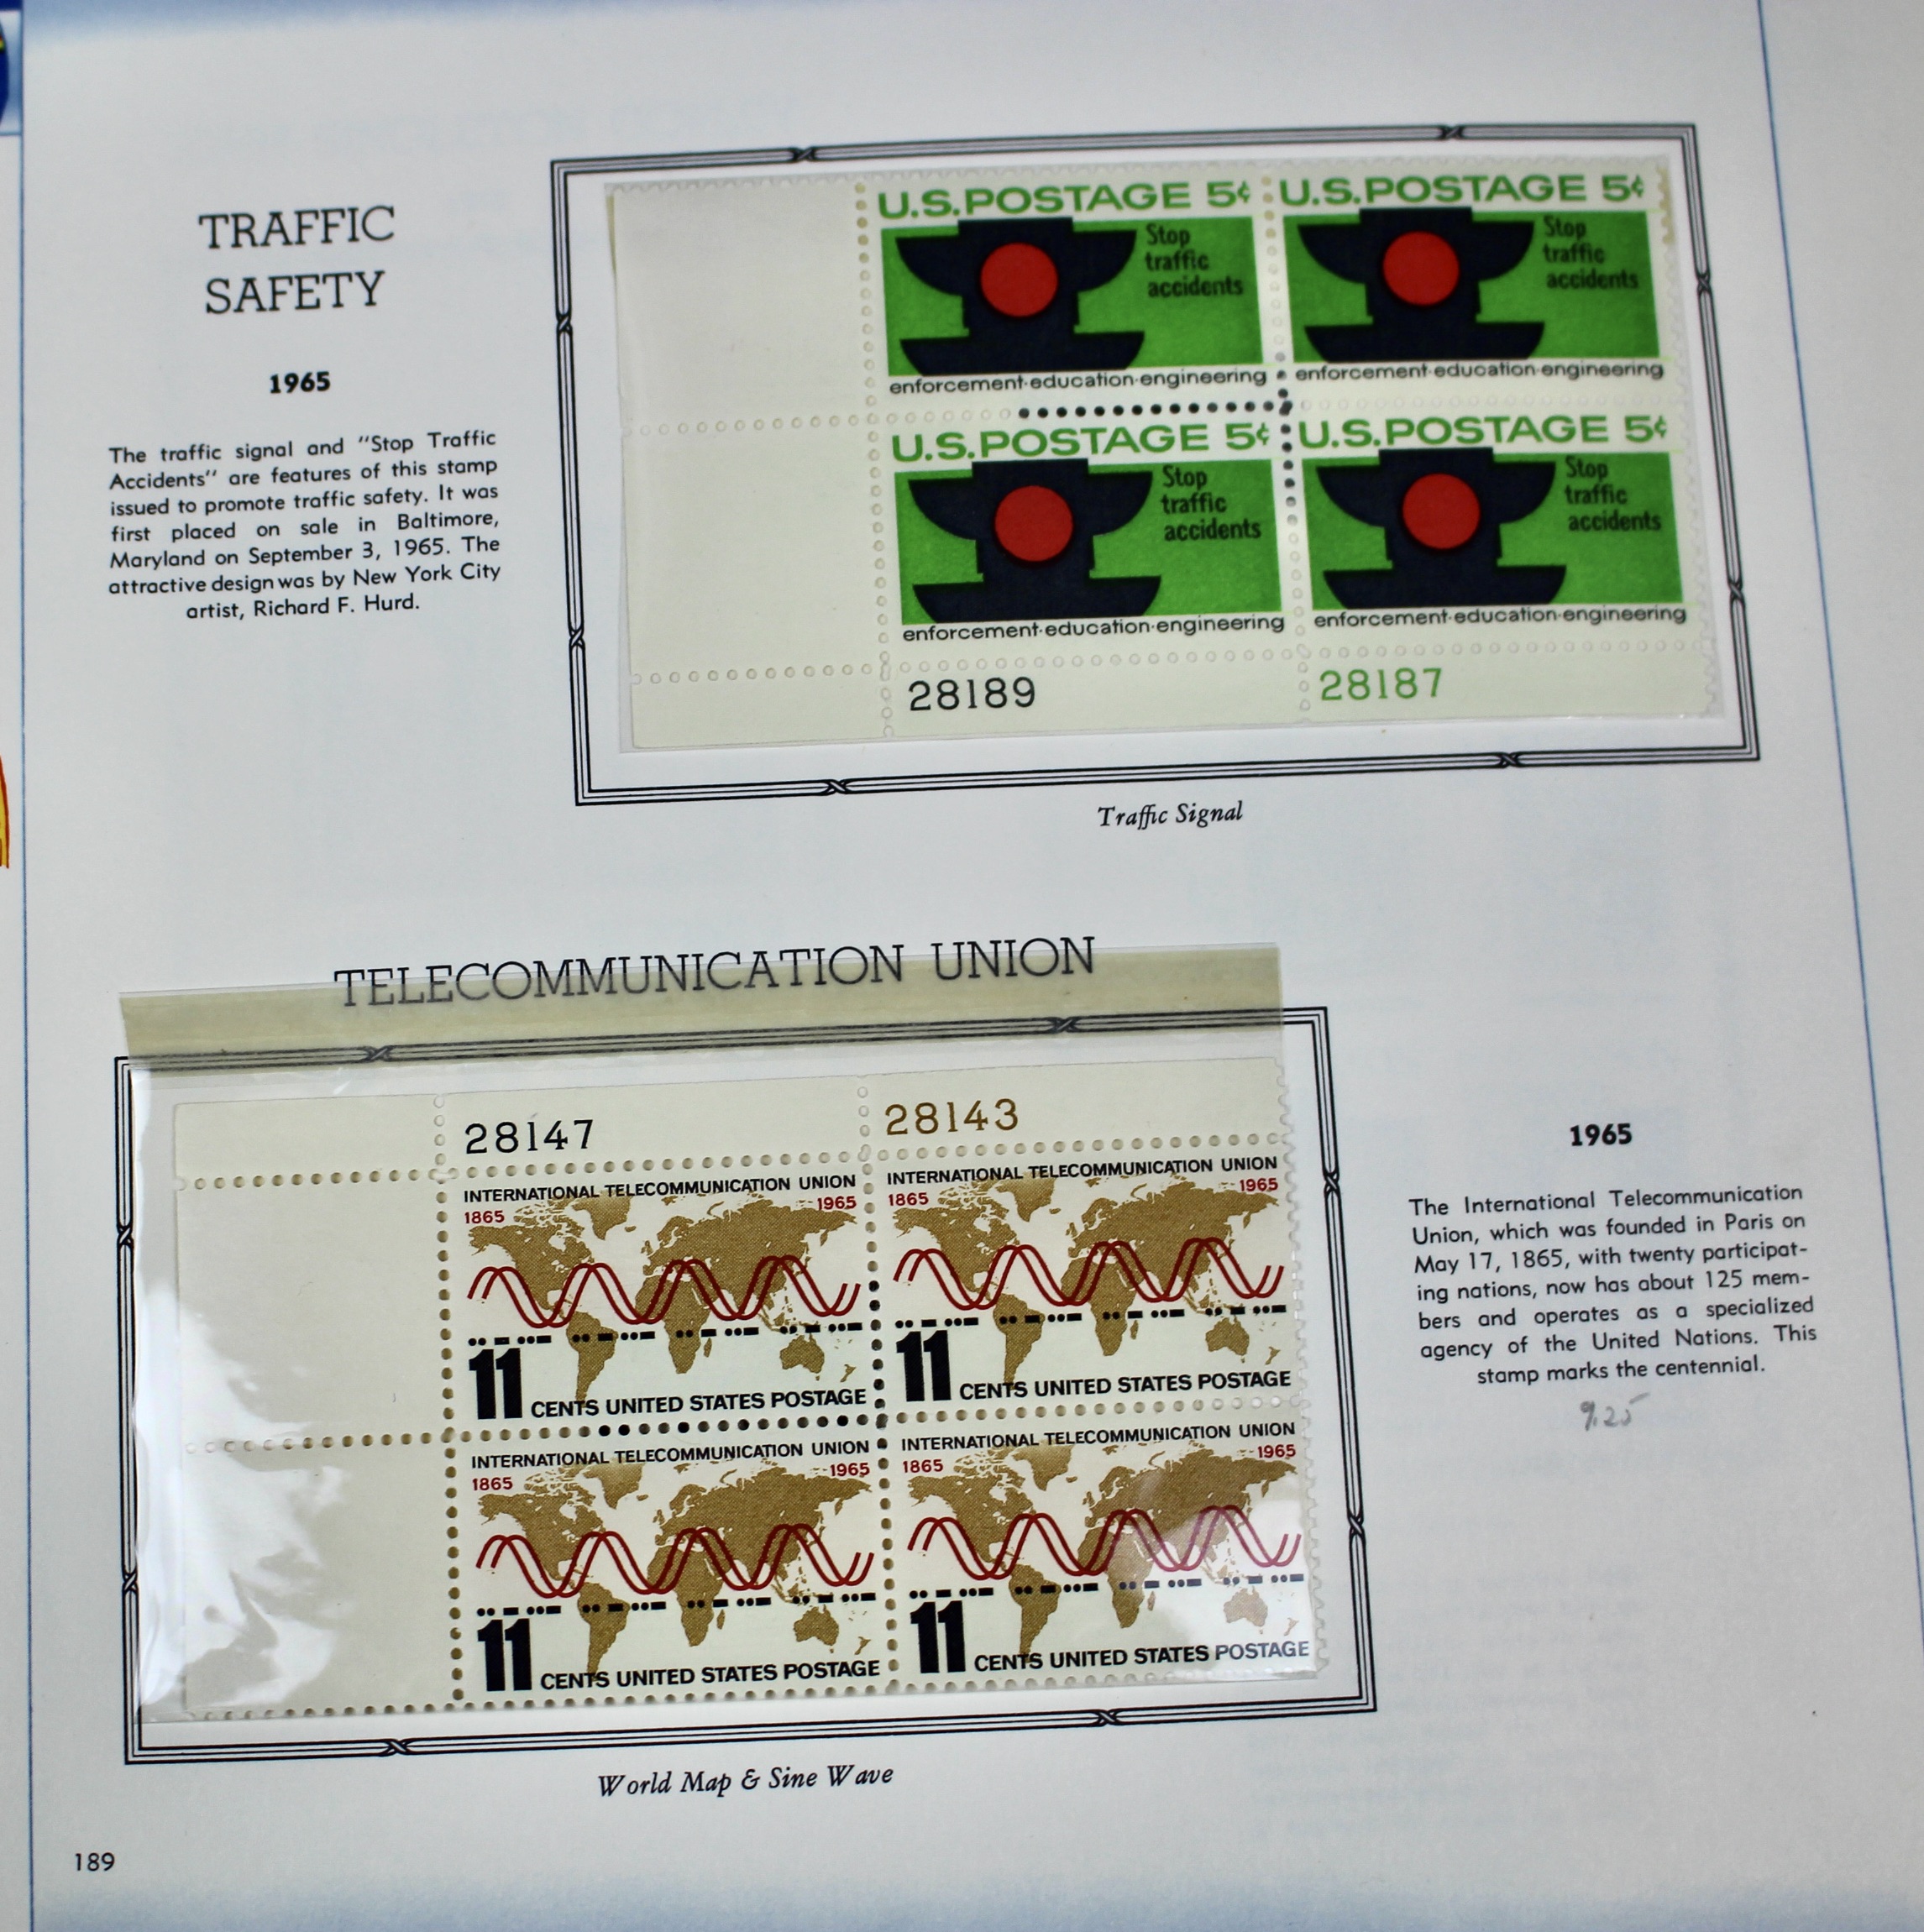 TRAFFIC
SAFETY
1965
The traffic signal and "Stop Traffic
Accidents" are features of this stamp
issued to promote traffic safety. It was
first placed on sale in Baltimore,
Maryland on September 3, 1965. The
attractive design was by New York City
artist, Richard F. Hurd.
U.S.POSTAGE 5¢
Stop
traffic
accidents
enforcement·education·engineering
U.S.POSTAGE 5¢
Stop
traffic
accidents
enforcement·education·engineering
U.S.POSTAGE 5¢
Stop
traffic
accidents
enforcement·education·engineering
U.S.POSTAGE 5¢
Stop
traffic
accidents
enforcement·education·engineering
28189
28187
Traffic Signal
TELECOMMUNICATION UNION
28147
28143
INTERNATIONAL TELECOMMUNICATION UNION
1865 1965
11 CENTS UNITED STATES POSTAGE
INTERNATIONAL TELECOMMUNICATION UNION
1865 1965
11 CENTS UNITED STATES POSTAGE
INTERNATIONAL TELECOMMUNICATION UNION
1865 1965
11 CENTS UNITED STATES POSTAGE
INTERNATIONAL TELECOMMUNICATION UNION
1865 1965
11 CENTS UNITED STATES POSTAGE
World Map & Sine Wave
1965
The International Telecommunication
Union, which was founded in Paris on
May 17, 1865, with twenty participat-
ing nations, now has about 125 mem-
bers and operates as a specialized
agency of the United Nations. This
stamp marks the centennial.
9.25
189